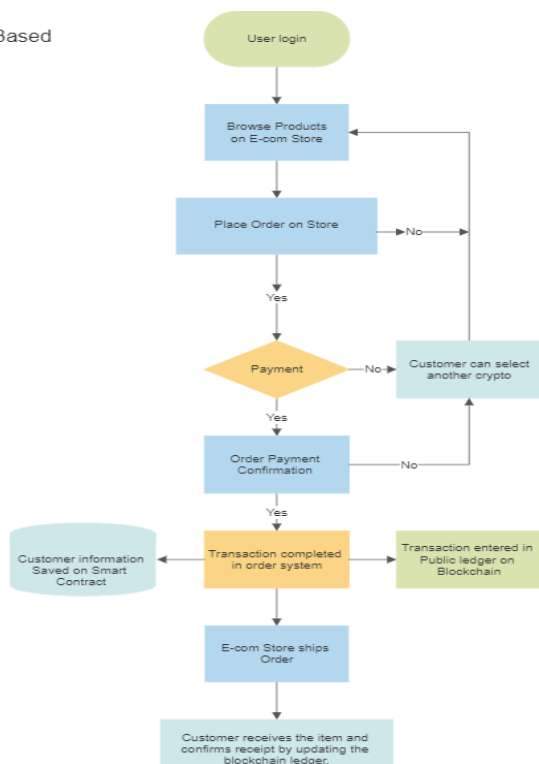 Based
User login
Browse Products
on E-com Store
Place Order on Store
No
Yes
Payment
No
Customer can select
another crypto
Yes
Order Payment
Confirmation
No
Yes
Customer information
Saved on Smart
Contract
Transaction completed
in order system
Transaction entered in
Public ledger on
Blockchain
E-com Store ships
Order
Customer receives the item and
confirms receipt by updating the
blockchain ledger.